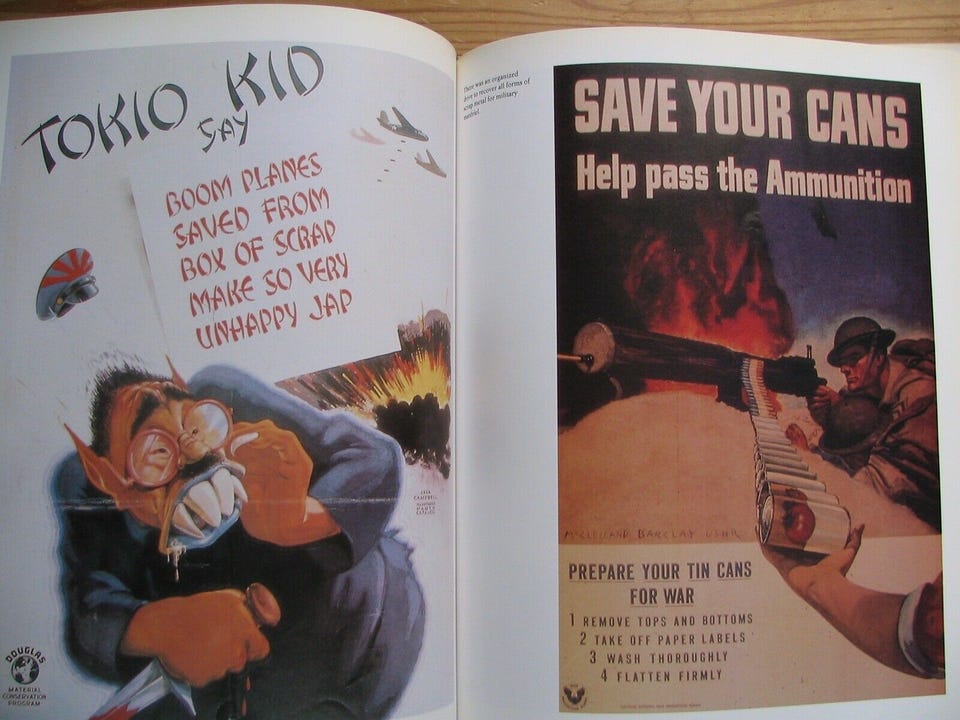 TOKIO KID
SAY
BOOM PLANES
SAVED FROM
BOX OF SCRAP
MAKE SO VERY
UNHAPPY JAP
JACK
CAMPBELL
DOUGLAS
MATERIAL
CONSERVATION
PROGRAM
There was an organized
drive to recover all forms of
scrap metal for military
matériel.
SAVE YOUR CANS
Help pass the Ammunition
McCLELLAND BARCLAY USNR
PREPARE YOUR TIN CANS
FOR WAR
1 REMOVE TOPS AND BOTTOMS
2 TAKE OFF PAPER LABELS
3 WASH THOROUGHLY
4 FLATTEN FIRMLY